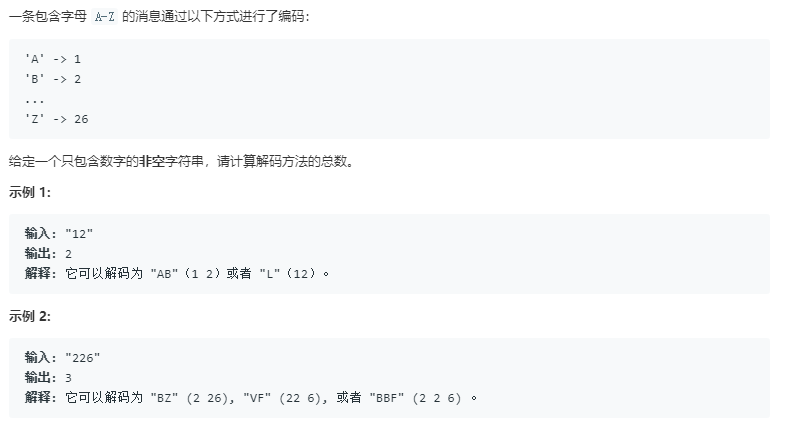 一条包含字母 A-Z 的消息通过以下方式进行了编码：
'A' -> 1
'B' -> 2
...
'Z' -> 26
给定一个只包含数字的非空字符串，请计算解码方法的总数。
示例 1:
输入: "12"
输出: 2
解释: 它可以解码为 "AB"（1 2）或者 "L"（12）。
示例 2:
输入: "226"
输出: 3
解释: 它可以解码为 "BZ" (2 26), "VF" (22 6), 或者 "BBF" (2 2 6) 。